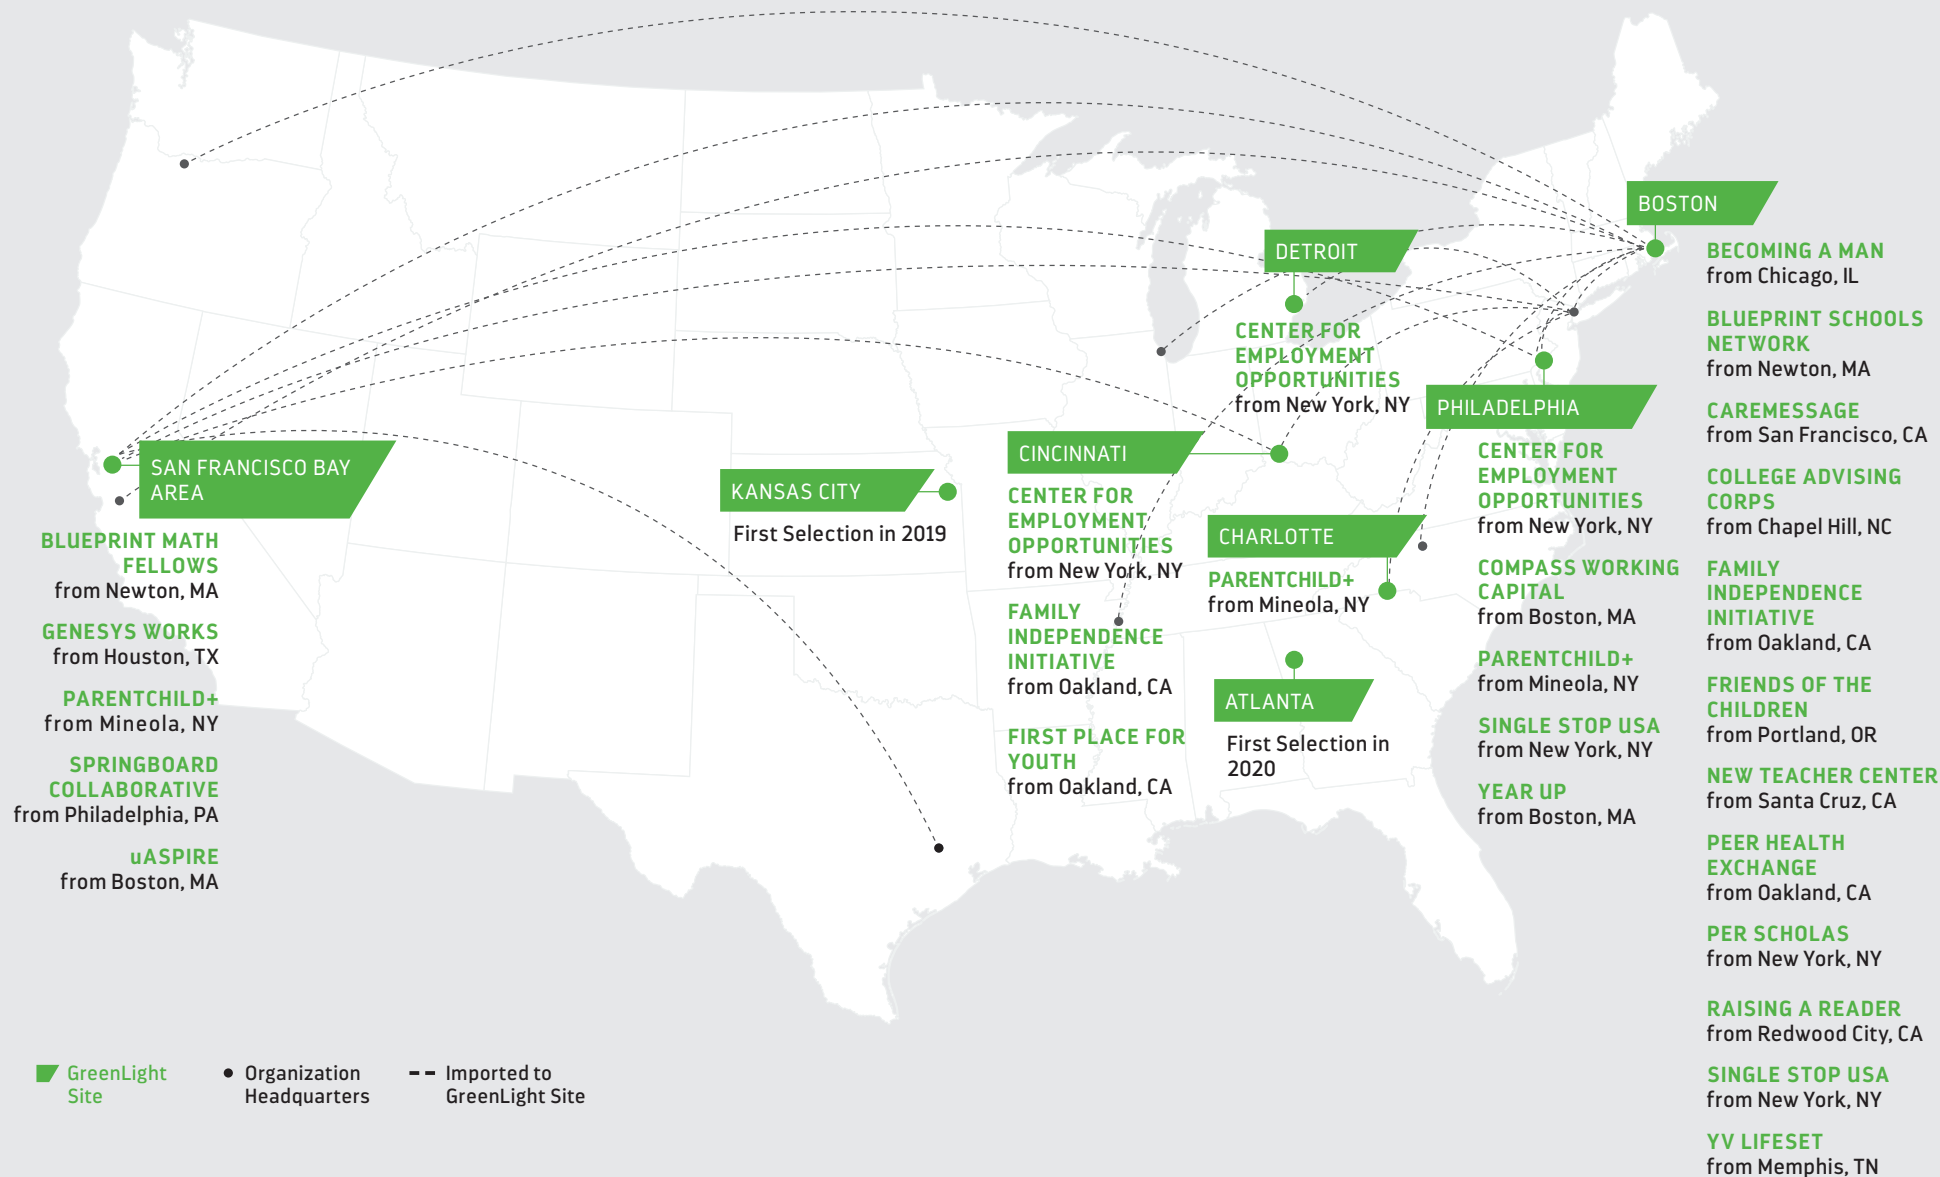 BOSTON
BECOMING A MAN
from Chicago, IL
BLUEPRINT SCHOOLS
NETWORK
from Newton, MA
CAREMESSAGE
from San Francisco, CA
COLLEGE ADVISING
CORPS
from Chapel Hill, NC
FAMILY
INDEPENDENCE
INITIATIVE
from Oakland, CA
FRIENDS OF THE
CHILDREN
from Portland, OR
NEW TEACHER CENTER
from Santa Cruz, CA
PEER HEALTH
EXCHANGE
from Oakland, CA
PER SCHOLAS
from New York, NY
RAISING A READER
from Redwood City, CA
SINGLE STOP USA
from New York, NY
YV LIFESET
from Memphis, TN
DETROIT
CENTER FOR
EMPLOYMENT
OPPORTUNITIES
from New York, NY
PHILADELPHIA
CENTER FOR
EMPLOYMENT
OPPORTUNITIES
from New York, NY
COMPASS WORKING
CAPITAL
from Boston, MA
PARENTCHILD+
from Mineola, NY
SINGLE STOP USA
from New York, NY
YEAR UP
from Boston, MA
CINCINNATI
CENTER FOR
EMPLOYMENT
OPPORTUNITIES
from New York, NY
FAMILY
INDEPENDENCE
INITIATIVE
from Oakland, CA
FIRST PLACE FOR
YOUTH
from Oakland, CA
CHARLOTTE
PARENTCHILD+
from Mineola, NY
ATLANTA
First Selection in
2020
KANSAS CITY
First Selection in 2019
SAN FRANCISCO BAY
AREA
BLUEPRINT MATH
FELLOWS
from Newton, MA
GENESYS WORKS
from Houston, TX
PARENTCHILD+
from Mineola, NY
SPRINGBOARD
COLLABORATIVE
from Philadelphia, PA
uASPIRE
from Boston, MA
GreenLight
Site
Organization
Headquarters
Imported to
GreenLight Site